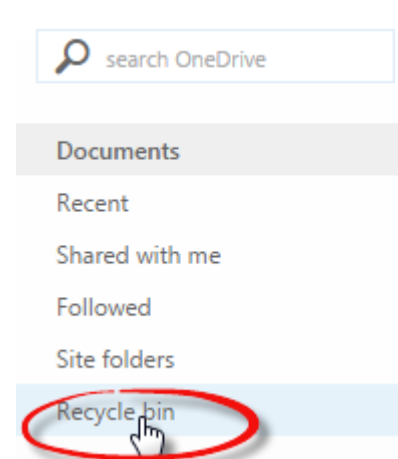 search OneDrive
Documents
Recent
Shared with me
Followed
Site folders
Recycle bin